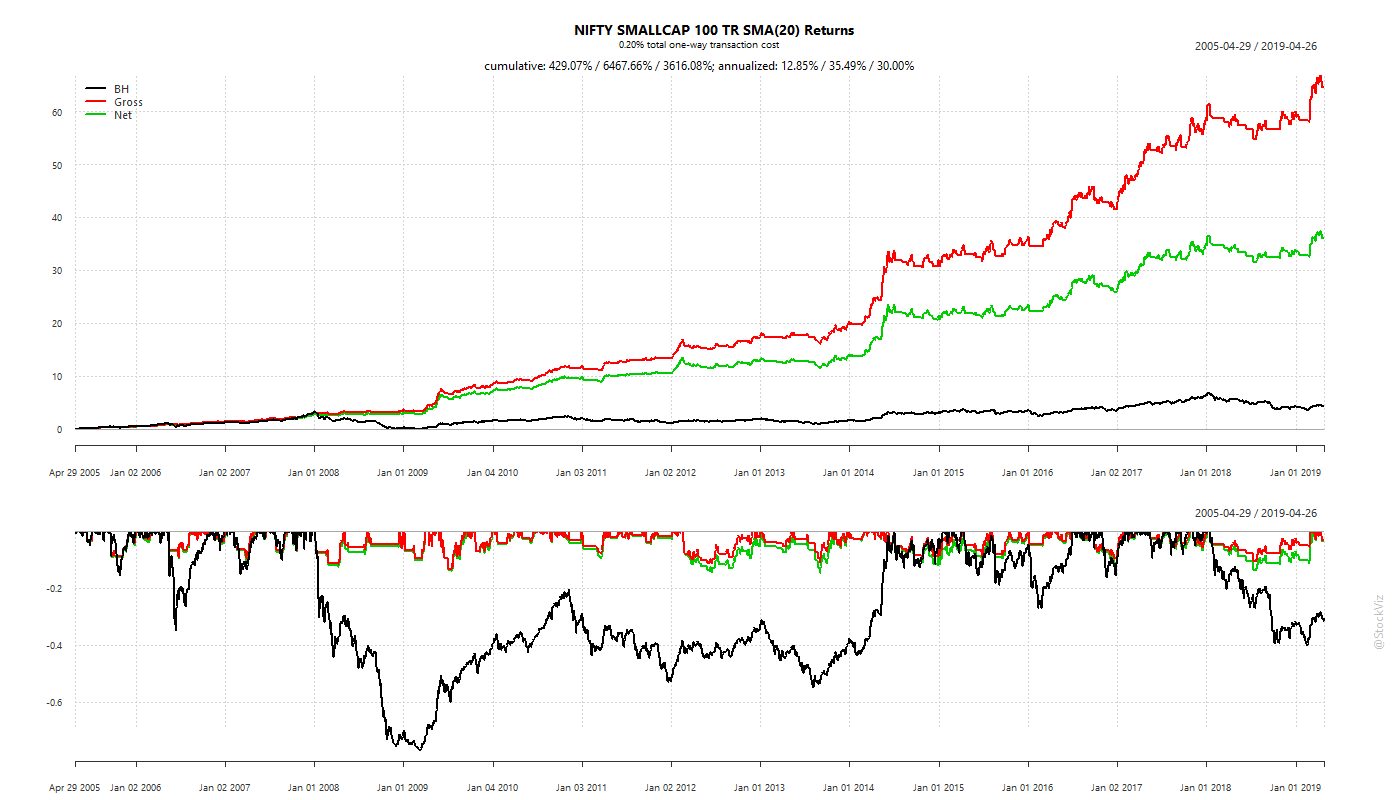 NIFTY SMALLCAP 100 TR SMA(20) Returns
0.20% total one-way transaction cost
2005-04-29 / 2019-04-26
cumulative: 429.07% / 6467.66% / 3616.08%; annualized: 12.85% / 35.49% / 30.00%
BH
Gross
Net
60
50
40
30
20
10
0
Apr 29 2005 Jan 02 2006 Jan 02 2007 Jan 01 2008 Jan 01 2009 Jan 04 2010 Jan 03 2011 Jan 02 2012 Jan 01 2013 Jan 01 2014 Jan 01 2015 Jan 01 2016 Jan 02 2017 Jan 01 2018 Jan 01 2019
2005-04-29 / 2019-04-26
-0.2
-0.4
-0.6
Apr 29 2005 Jan 02 2006 Jan 02 2007 Jan 01 2008 Jan 01 2009 Jan 04 2010 Jan 03 2011 Jan 02 2012 Jan 01 2013 Jan 01 2014 Jan 01 2015 Jan 01 2016 Jan 02 2017 Jan 01 2018 Jan 01 2019
@StockViz